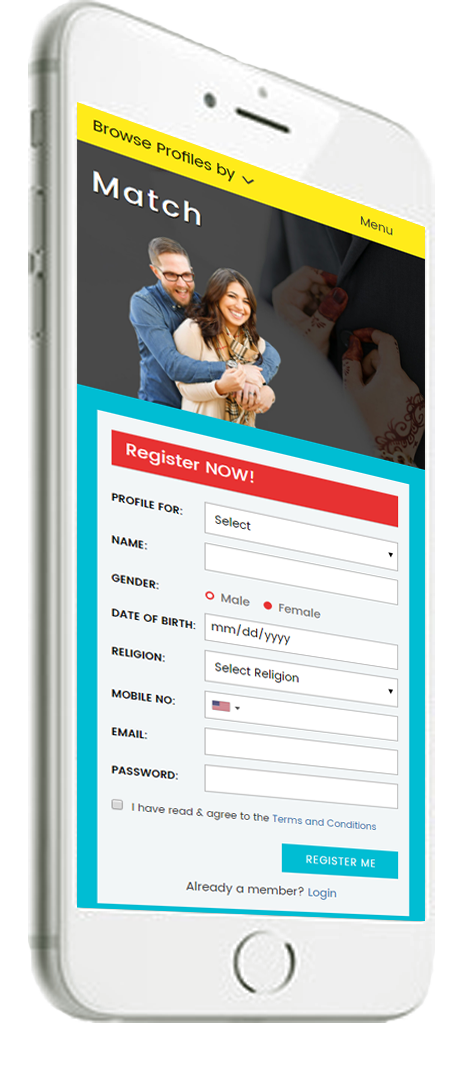 Browse Profiles by
Menu
Match
Register NOW!
PROFILE FOR:
Select
NAME:
GENDER:
Male Female
DATE OF BIRTH:
mm/dd/yyyy
RELIGION:
Select Religion
MOBILE NO:
EMAIL:
PASSWORD:
I have read & agree to the Terms and Conditions
REGISTER ME
Already a member? Login